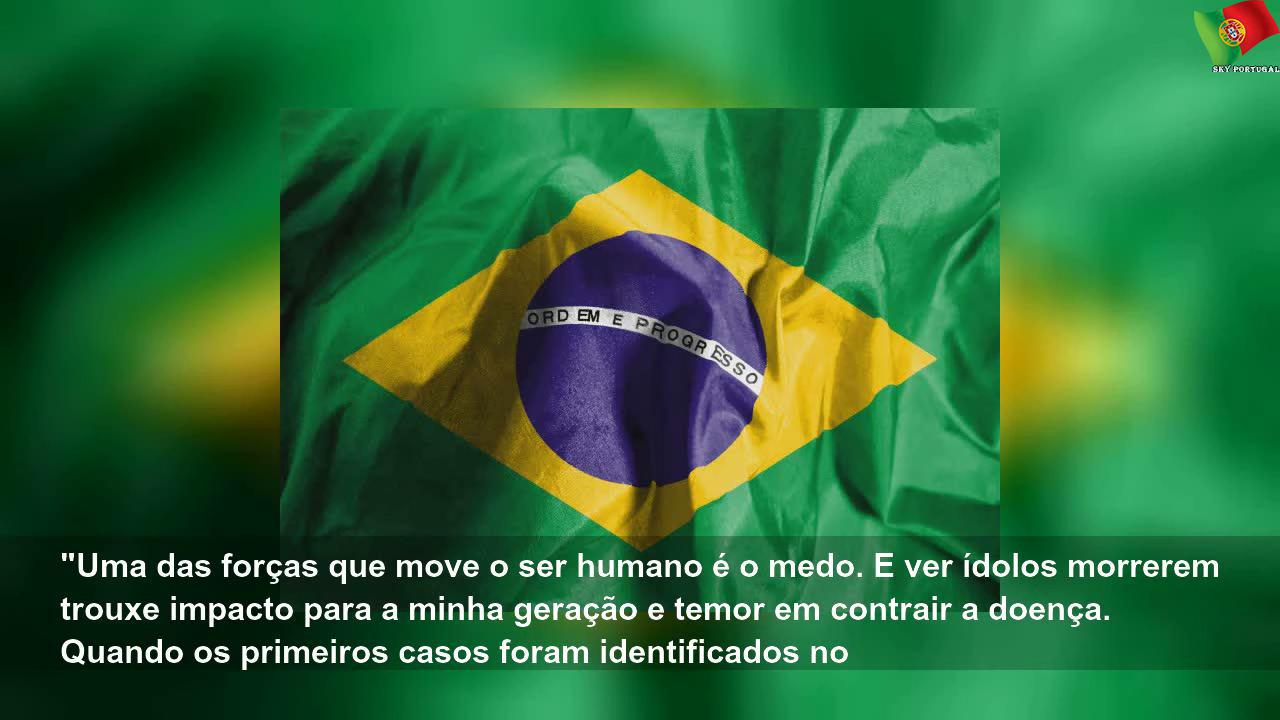 SKY PORTUGAL
ORDEM E PROGRESSO
"Uma das forças que move o ser humano é o medo. E ver ídolos morrerem
trouxe impacto para a minha geração e temor em contrair a doença.
Quando os primeiros casos foram identificados no